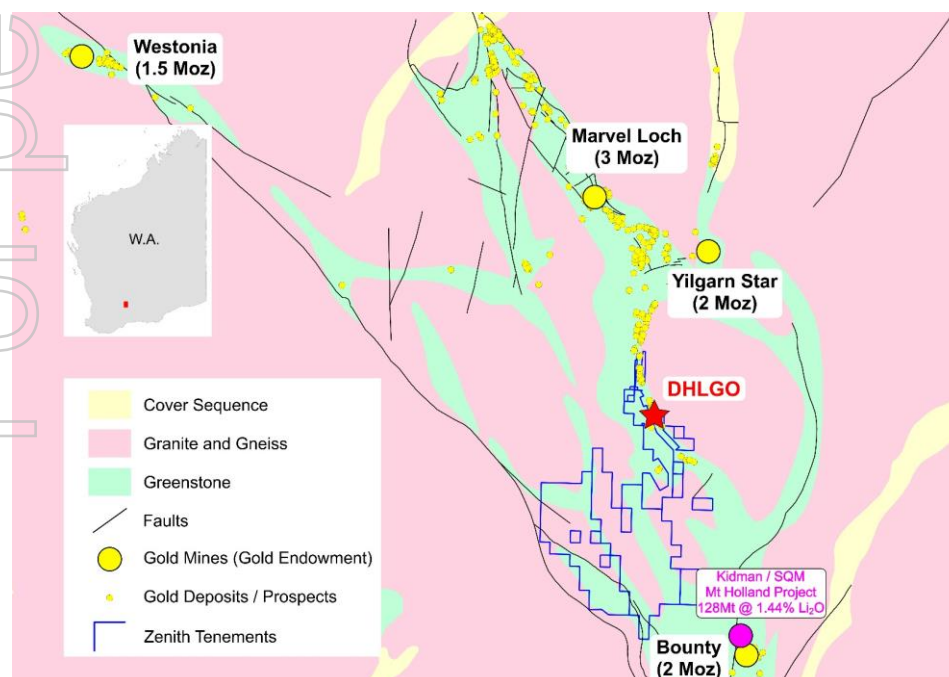 Westonia
(1.5 Moz)
Marvel Loch
(3 Moz)
W.A.
Yilgarn Star
(2 Moz)
DHLGO
Cover Sequence
Granite and Gneiss
Greenstone
Faults
Gold Mines (Gold Endowment)
Gold Deposits / Prospects
Zenith Tenements
Kidman / SQM
Mt Holland Project
128Mt @ 1.44% Li₂O
Bounty
(2 Moz)